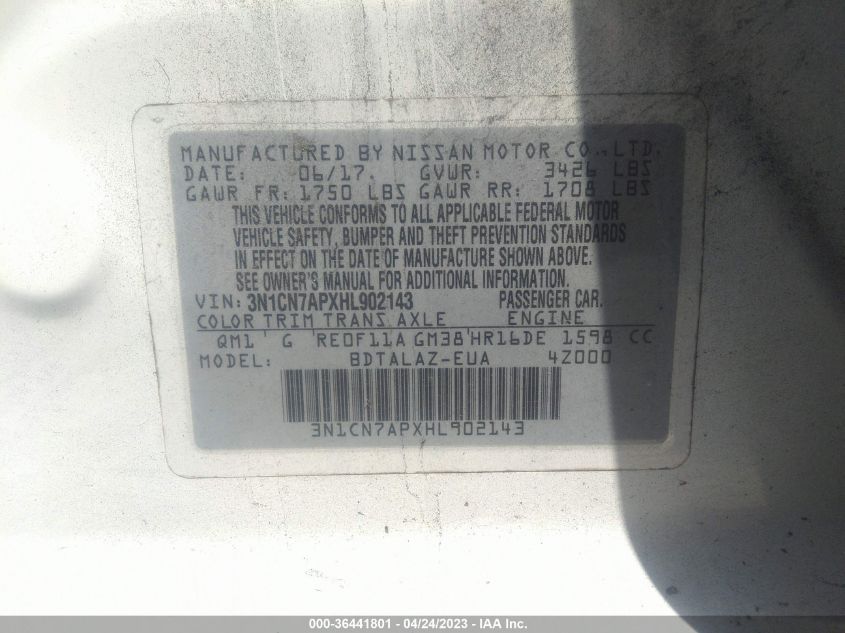 MANUFACTURED BY NISSAN MOTOR CO., LTD.
DATE: 06/17. GVWR: 3426 LBS
GAWR FR: 1750 LBS GAWR RR: 1708 LBS
THIS VEHICLE CONFORMS TO ALL APPLICABLE FEDERAL MOTOR
VEHICLE SAFETY, BUMPER AND THEFT PREVENTION STANDARDS
IN EFFECT ON THE DATE OF MANUFACTURE SHOWN ABOVE.
SEE OWNER'S MANUAL FOR ADDITIONAL INFORMATION.
VIN: 3N1CN7APXHL902143 PASSENGER CAR.
COLOR TRIM TRANS AXLE ENGINE
QM1 G RE0F11A GM38 HR16DE 1598 CC
MODEL: BDTALAZ-EUA 4Z000
3N1CN7APXHL902143
000-36441801 - 04/24/2023 - IAA Inc.